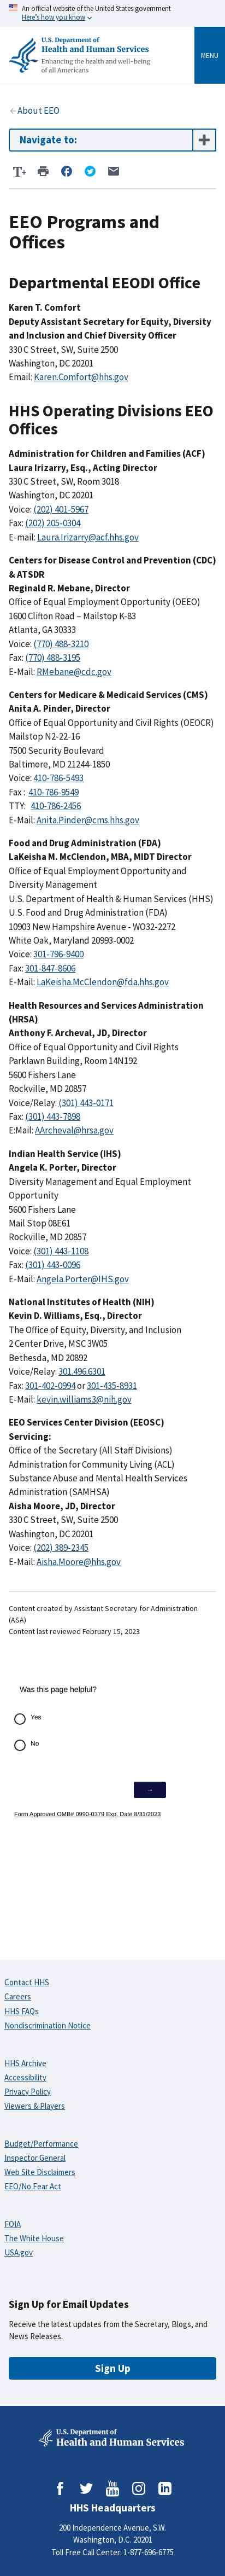 An official website of the United States government
Here's how you know
U.S. Department of
Health and Human Services
Enhancing the health and well-being
of all Americans
MENU
About EEO
Navigate to:
T+
EEO Programs and
Offices
Departmental EEODI Office
Karen T. Comfort
Deputy Assistant Secretary for Equity, Diversity
and Inclusion and Chief Diversity Officer
330 C Street, SW, Suite 2500
Washington, DC 20201
Email: Karen.Comfort@hhs.gov
HHS Operating Divisions EEO
Offices
Administration for Children and Families (ACF)
Laura Irizarry, Esq., Acting Director
330 C Street, SW, Room 3018
Washington, DC 20201
Voice: (202) 401-5967
Fax: (202) 205-0304
E-mail: Laura.Irizarry@acf.hhs.gov
Centers for Disease Control and Prevention (CDC)
& ATSDR
Reginald R. Mebane, Director
Office of Equal Employment Opportunity (OEEO)
1600 Clifton Road – Mailstop K-83
Atlanta, GA 30333
Voice: (770) 488-3210
Fax: (770) 488-3195
E-Mail: RMebane@cdc.gov
Centers for Medicare & Medicaid Services (CMS)
Anita A. Pinder, Director
Office of Equal Opportunity and Civil Rights (OEOCR)
Mailstop N2-22-16
7500 Security Boulevard
Baltimore, MD 21244-1850
Voice: 410-786-5493
Fax : 410-786-9549
TTY: 410-786-2456
E-Mail: Anita.Pinder@cms.hhs.gov
Food and Drug Administration (FDA)
LaKeisha M. McClendon, MBA, MIDT Director
Office of Equal Employment Opportunity and
Diversity Management
U.S. Department of Health & Human Services (HHS)
U.S. Food and Drug Administration (FDA)
10903 New Hampshire Avenue - WO32-2272
White Oak, Maryland 20993-0002
Voice: 301-796-9400
Fax: 301-847-8606
E-Mail: LaKeisha.McClendon@fda.hhs.gov
Health Resources and Services Administration
(HRSA)
Anthony F. Archeval, JD, Director
Office of Equal Opportunity and Civil Rights
Parklawn Building, Room 14N192
5600 Fishers Lane
Rockville, MD 20857
Voice/Relay: (301) 443-0171
Fax: (301) 443-7898
E:Mail: AArcheval@hrsa.gov
Indian Health Service (IHS)
Angela K. Porter, Director
Diversity Management and Equal Employment
Opportunity
5600 Fishers Lane
Mail Stop 08E61
Rockville, MD 20857
Voice: (301) 443-1108
Fax: (301) 443-0096
E-Mail: Angela.Porter@IHS.gov
National Institutes of Health (NIH)
Kevin D. Williams, Esq., Director
The Office of Equity, Diversity, and Inclusion
2 Center Drive, MSC 3W05
Bethesda, MD 20892
Voice/Relay: 301.496.6301
Fax: 301-402-0994 or 301-435-8931
E-Mail: kevin.williams3@nih.gov
EEO Services Center Division (EEOSC)
Servicing:
Office of the Secretary (All Staff Divisions)
Administration for Community Living (ACL)
Substance Abuse and Mental Health Services
Administration (SAMHSA)
Aisha Moore, JD, Director
330 C Street, SW, Suite 2500
Washington, DC 20201
Voice: (202) 389-2345
E-Mail: Aisha.Moore@hhs.gov
Content created by Assistant Secretary for Administration
(ASA)
Content last reviewed February 15, 2023
Was this page helpful?
Yes
No
→
Form Approved OMB# 0990-0379 Exp. Date 8/31/2023
Contact HHS
Careers
HHS FAQs
Nondiscrimination Notice
HHS Archive
Accessibility
Privacy Policy
Viewers & Players
Budget/Performance
Inspector General
Web Site Disclaimers
EEO/No Fear Act
FOIA
The White House
USA.gov
Sign Up for Email Updates
Receive the latest updates from the Secretary, Blogs, and
News Releases.
Sign Up
U.S. Department of
Health and Human Services
You Tube
HHS Headquarters
200 Independence Avenue, S.W.
Washington, D.C. 20201
Toll Free Call Center: 1-877-696-6775